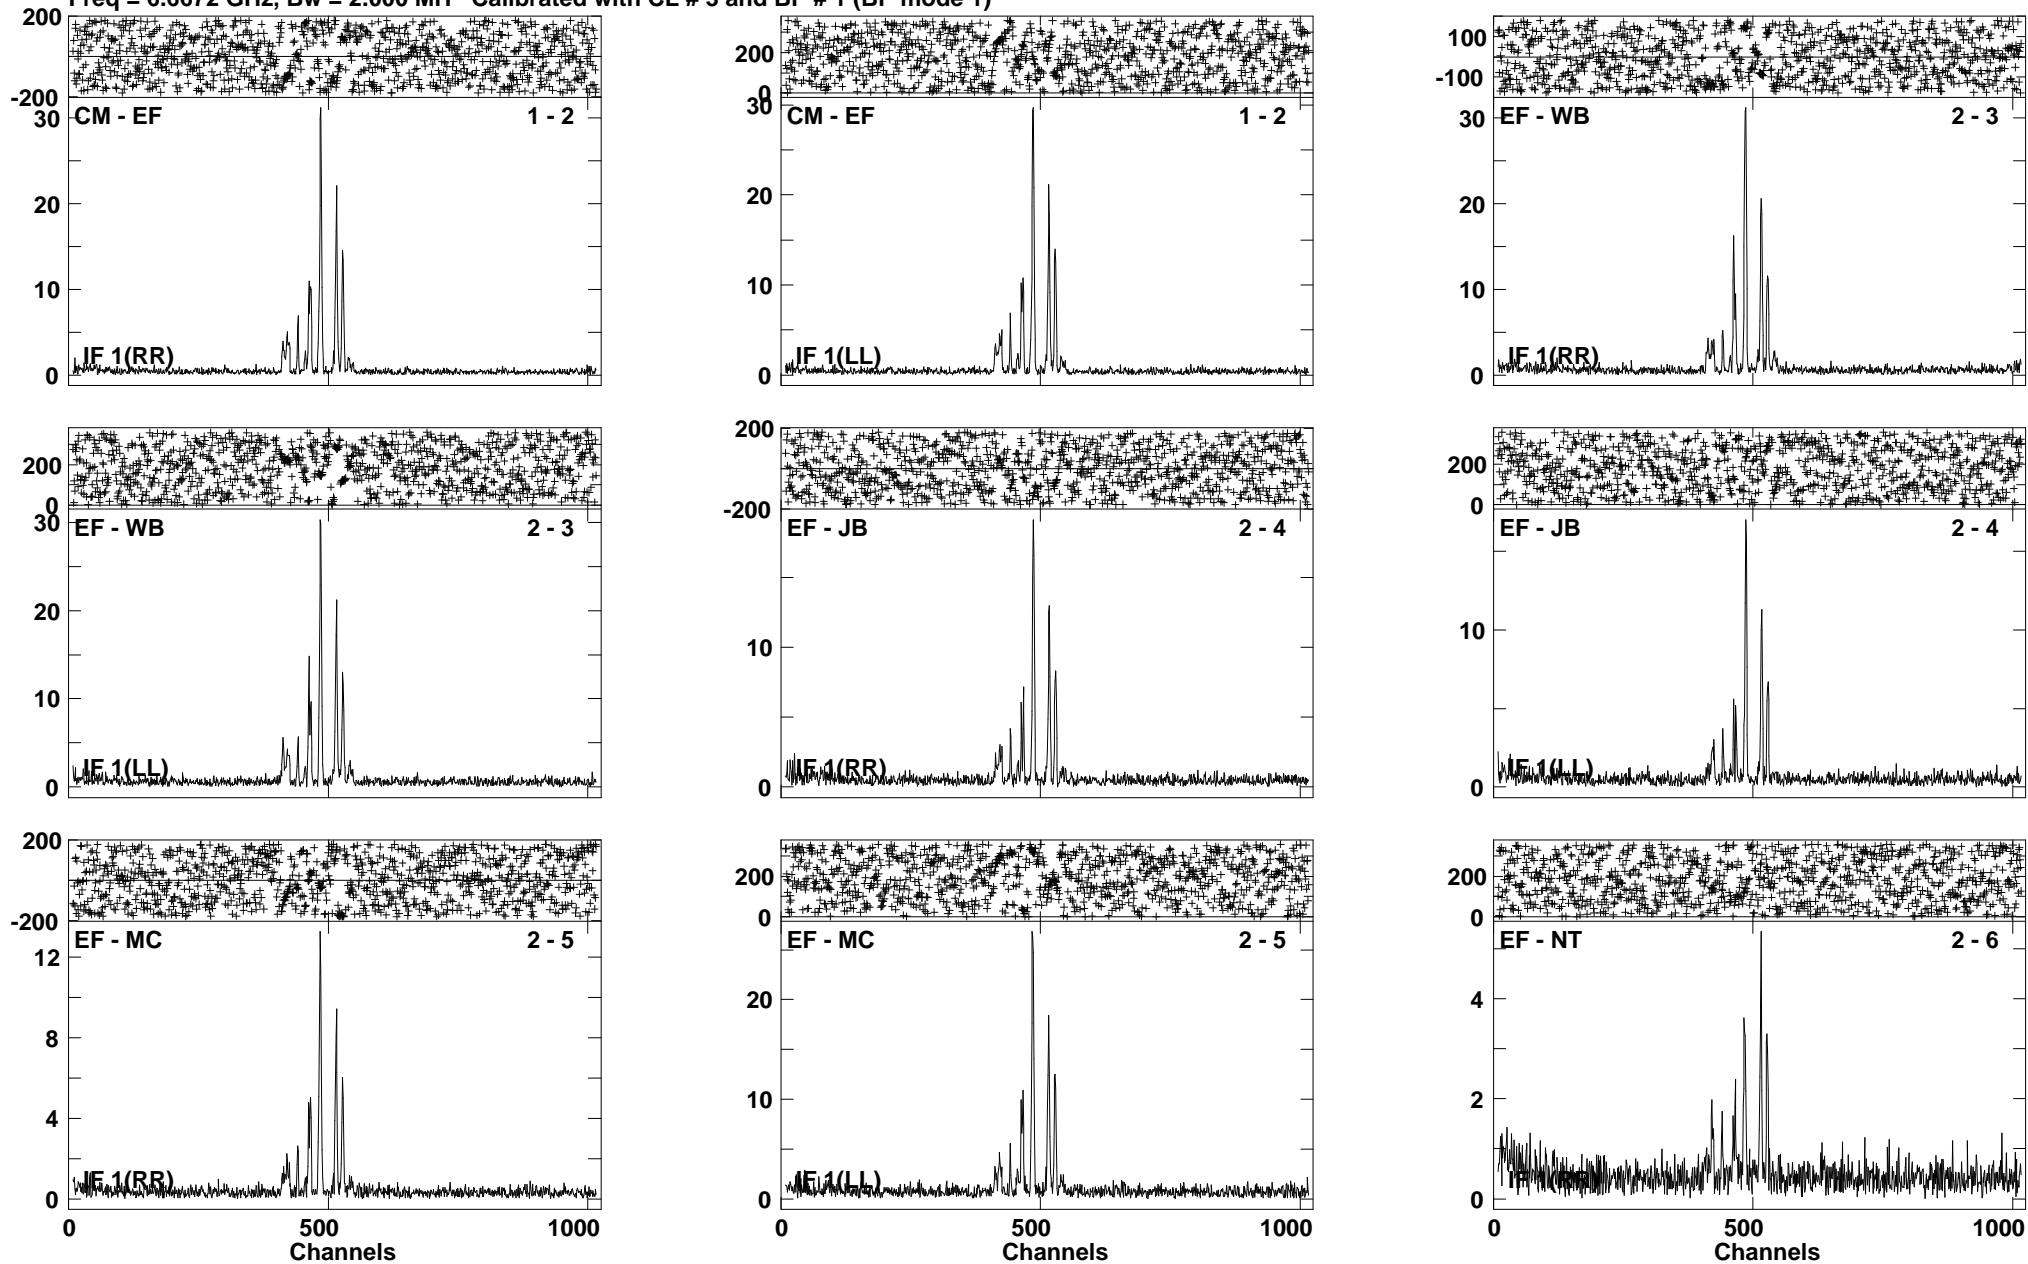 Freq = 6.6672 GHz, Bw = 2.000 MH Calibrated with CL # 3 and BP # 1 (BP mode 1)
200
-200
30
20
10
0
CM - EF 1 - 2
IF 1(RR)
200
0
30
20
10
0
CM - EF 1 - 2
IF 1(LL)
100
-100
30
20
10
0
EF - WB 2 - 3
IF 1(RR)
200
0
30
20
10
0
EF - WB 2 - 3
IF 1(LL)
200
-200
10
0
EF - JB 2 - 4
IF 1(RR)
200
0
10
0
EF - JB 2 - 4
IF 1(LL)
200
-200
12
8
4
0
EF - MC 2 - 5
IF 1(RR)
0 500 1000
Channels
200
0
20
10
0
EF - MC 2 - 5
IF 1(LL)
0 500 1000
Channels
200
0
4
2
0
EF - NT 2 - 6
IF 1(RR)
0 500 1000
Channels